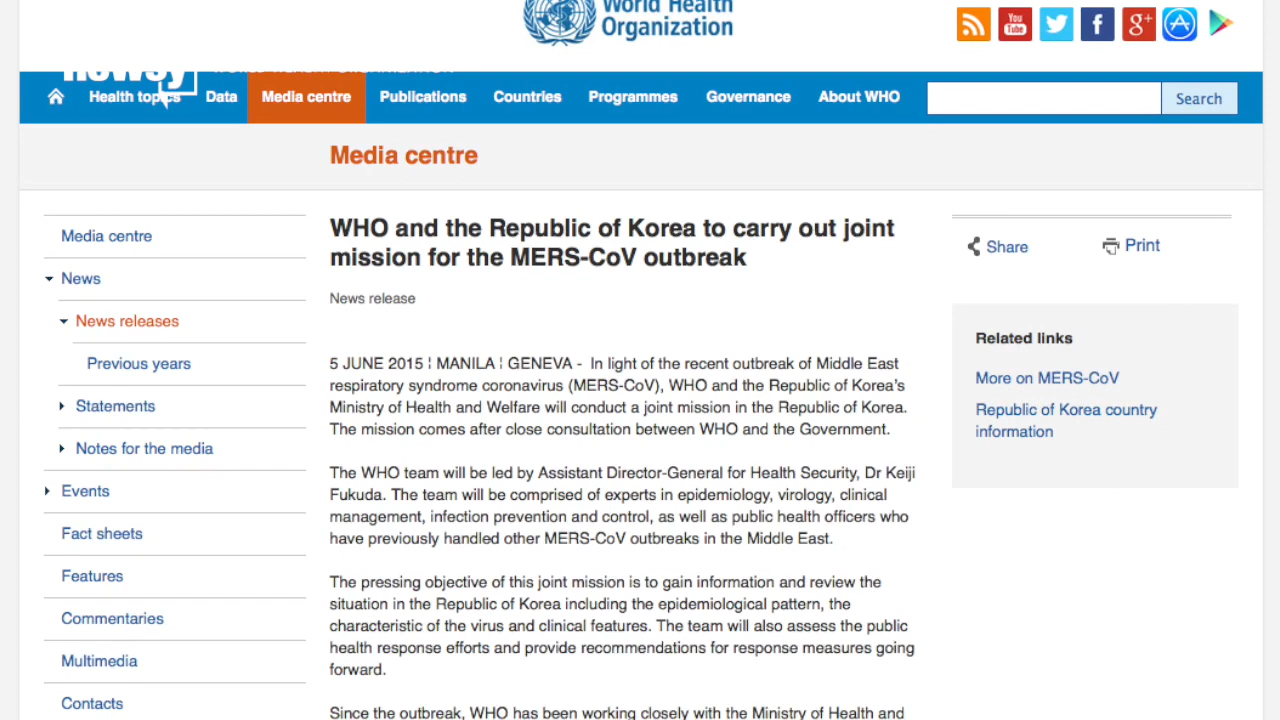 World Health
Organization
newsy
Health topics
Data
Media centre
Publications
Countries
Programmes
Governance
About WHO
Search
Media centre
Media centre
News
News releases
Previous years
Statements
Notes for the media
Events
Fact sheets
Features
Commentaries
Multimedia
Contacts
WHO and the Republic of Korea to carry out joint
mission for the MERS-CoV outbreak
News release
5 JUNE 2015 ¦ MANILA ¦ GENEVA - In light of the recent outbreak of Middle East
respiratory syndrome coronavirus (MERS-CoV), WHO and the Republic of Korea's
Ministry of Health and Welfare will conduct a joint mission in the Republic of Korea.
The mission comes after close consultation between WHO and the Government.
The WHO team will be led by Assistant Director-General for Health Security, Dr Keiji
Fukuda. The team will be comprised of experts in epidemiology, virology, clinical
management, infection prevention and control, as well as public health officers who
have previously handled other MERS-CoV outbreaks in the Middle East.
The pressing objective of this joint mission is to gain information and review the
situation in the Republic of Korea including the epidemiological pattern, the
characteristic of the virus and clinical features. The team will also assess the public
health response efforts and provide recommendations for response measures going
forward.
Since the outbreak, WHO has been working closely with the Ministry of Health and
Share
Print
Related links
More on MERS-CoV
Republic of Korea country
information
You
Tube
f
g+